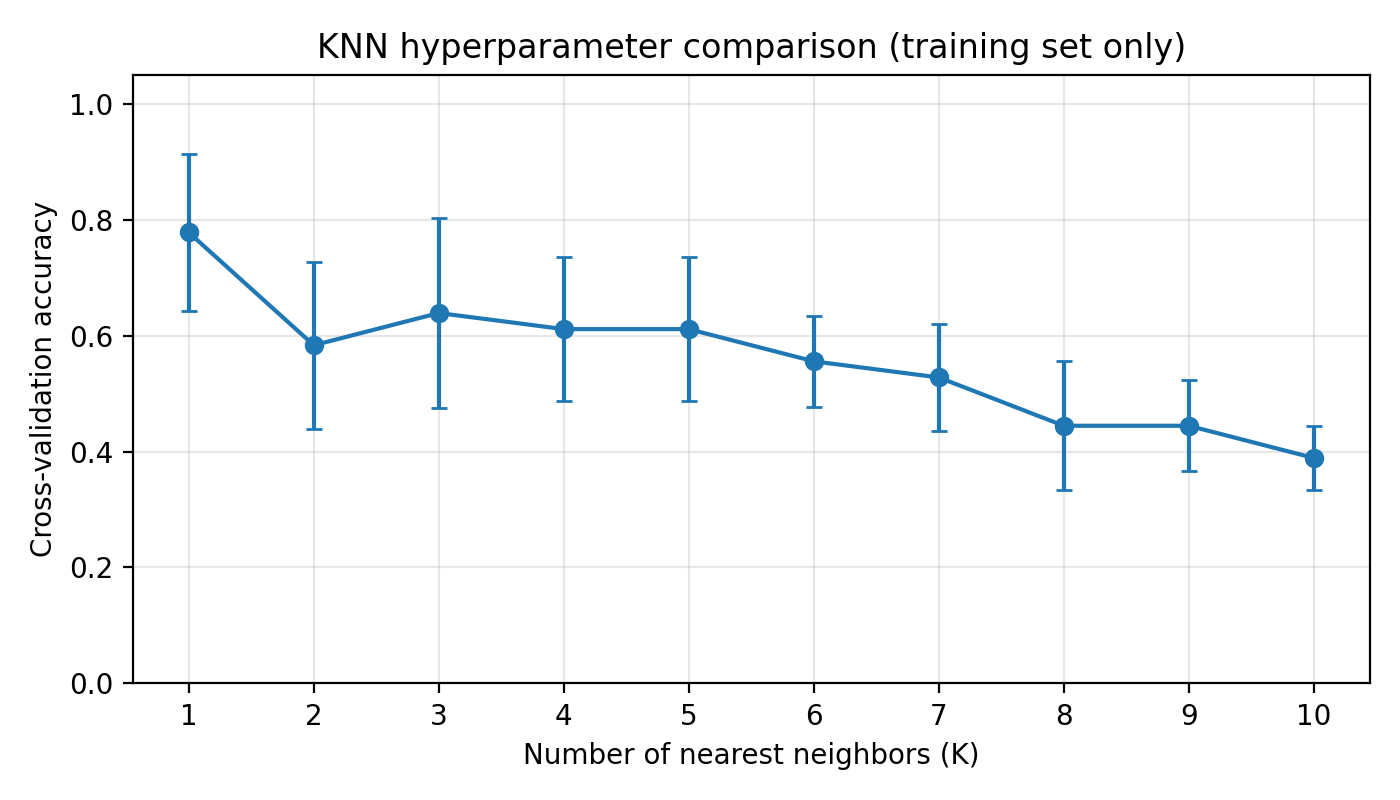 KNN hyperparameter comparison (training set only)
Cross-validation accuracy
1.0
0.8
0.6
0.4
0.2
0.0
1 2 3 4 5 6 7 8 9 10
Number of nearest neighbors (K)